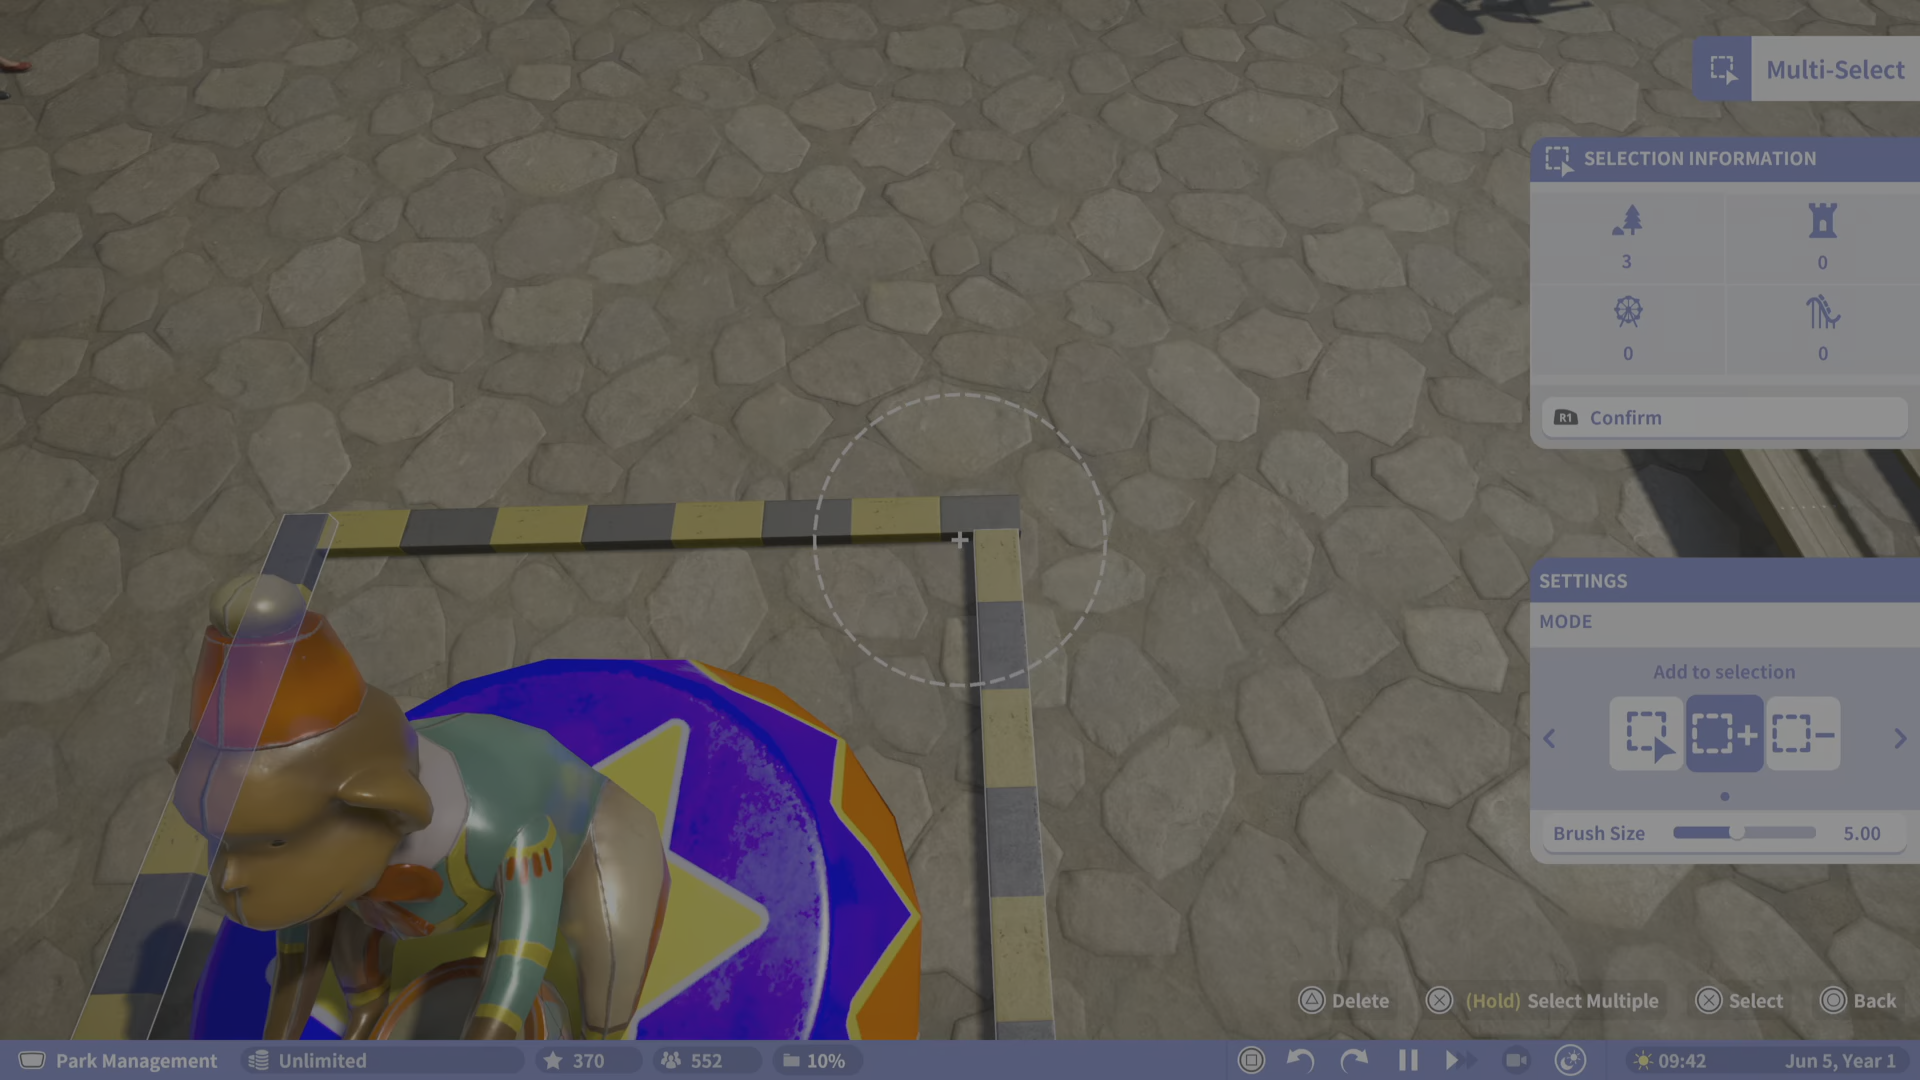 Multi-Select
SELECTION INFORMATION
3
0
0
0
R1 Confirm
SETTINGS
MODE
Add to selection
Brush Size 5.00
Delete (Hold) Select Multiple Select Back
Park Management Unlimited 370 552 10% 09:42 Jun 5, Year 1